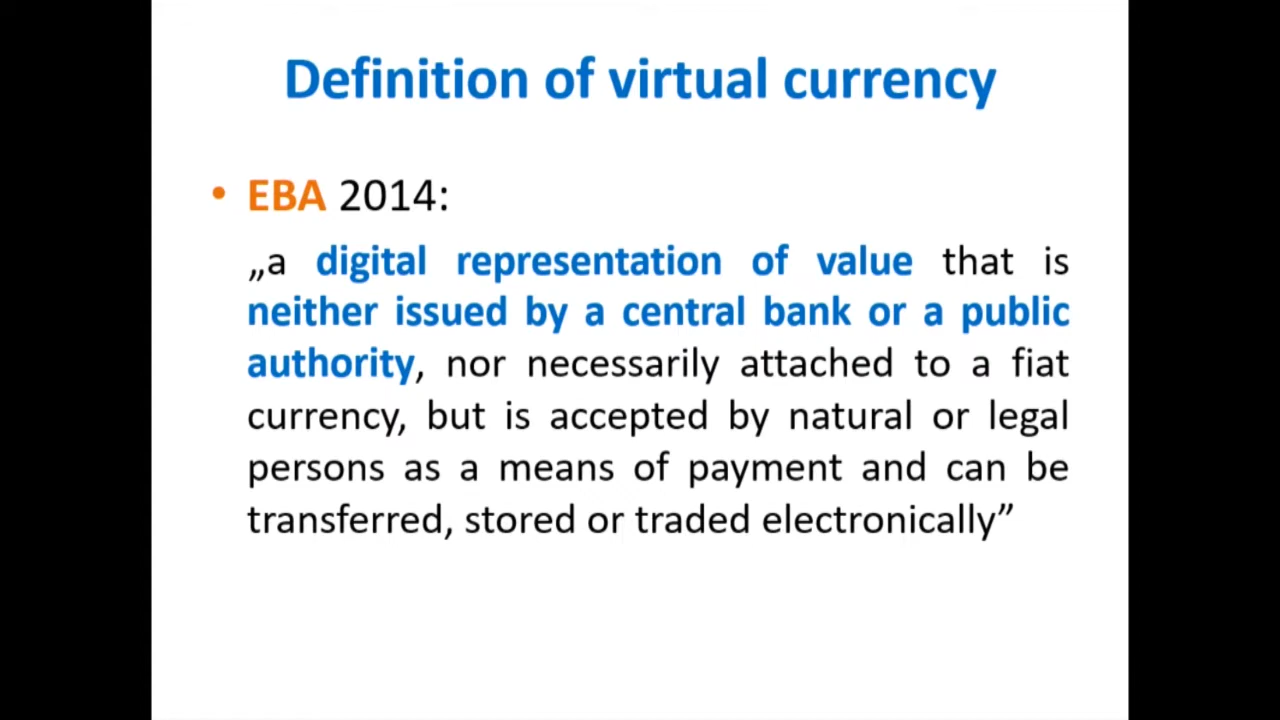 Definition of virtual currency
• EBA 2014:
„a digital representation of value that is
neither issued by a central bank or a public
authority, nor necessarily attached to a fiat
currency, but is accepted by natural or legal
persons as a means of payment and can be
transferred, stored or traded electronically”